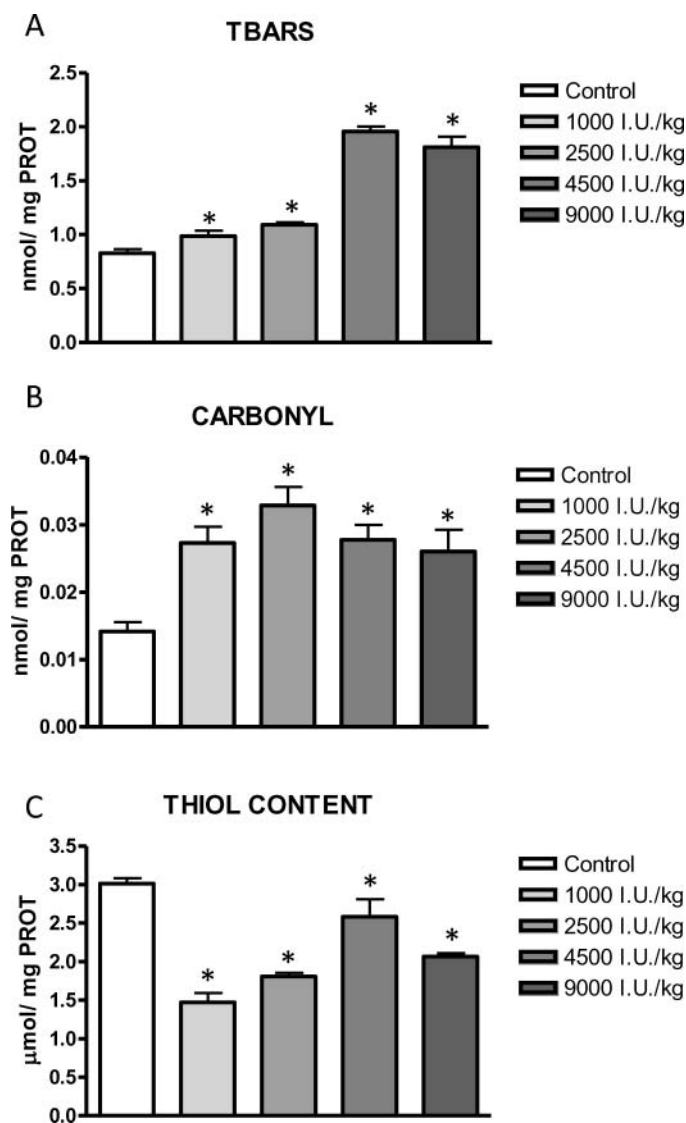 A
TBARS
nmol/ mg PROT
2.5
2.0
1.5
1.0
0.5
0.0
*
*
*
*
Control
1000 I.U./kg
2500 I.U./kg
4500 I.U./kg
9000 I.U./kg
B
CARBONYL
nmol/ mg PROT
0.04
0.03
0.02
0.01
0.00
*
*
*
*
Control
1000 I.U./kg
2500 I.U./kg
4500 I.U./kg
9000 I.U./kg
C
THIOL CONTENT
µmol/ mg PROT
3.5
3.0
2.5
2.0
1.5
1.0
0.5
0.0
*
*
*
*
Control
1000 I.U./kg
2500 I.U./kg
4500 I.U./kg
9000 I.U./kg